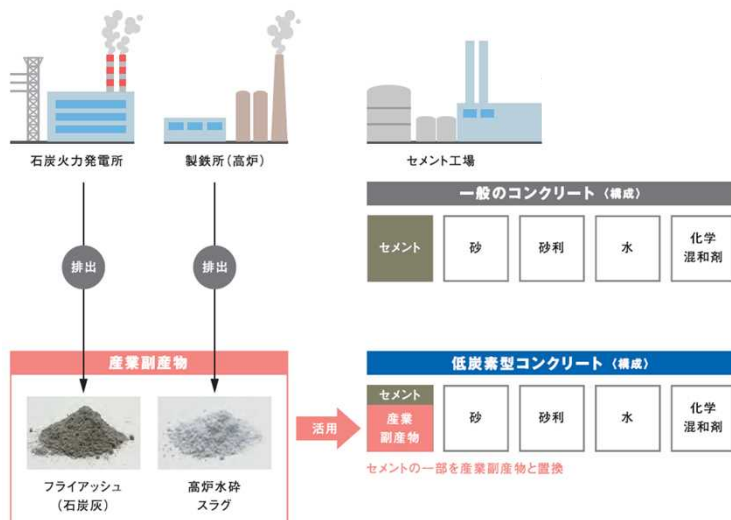 石炭火力発電所
製鉄所（高炉）
セメント工場
一般のコンクリート〈構成〉
セメント
砂
砂利
水
化学
混和剤
排出
排出
産業副産物
フライアッシュ
（石炭灰）
高炉水砕
スラグ
活用
低炭素型コンクリート〈構成〉
セメント
産業
副産物
砂
砂利
水
化学
混和剤
セメントの一部を産業副産物と置換